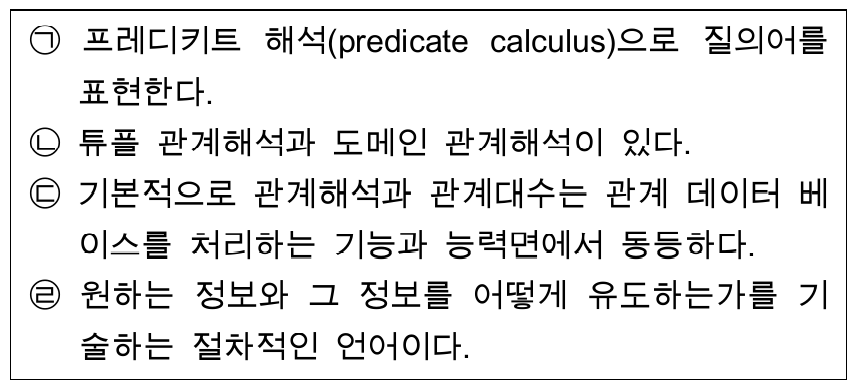 ㉠ 프레디키트 해석(predicate calculus)으로 질의어를
표현한다.
㉡ 튜플 관계해석과 도메인 관계해석이 있다.
㉢ 기본적으로 관계해석과 관계대수는 관계 데이터 베
이스를 처리하는 기능과 능력면에서 동등하다.
㉣ 원하는 정보와 그 정보를 어떻게 유도하는가를 기
술하는 절차적인 언어이다.